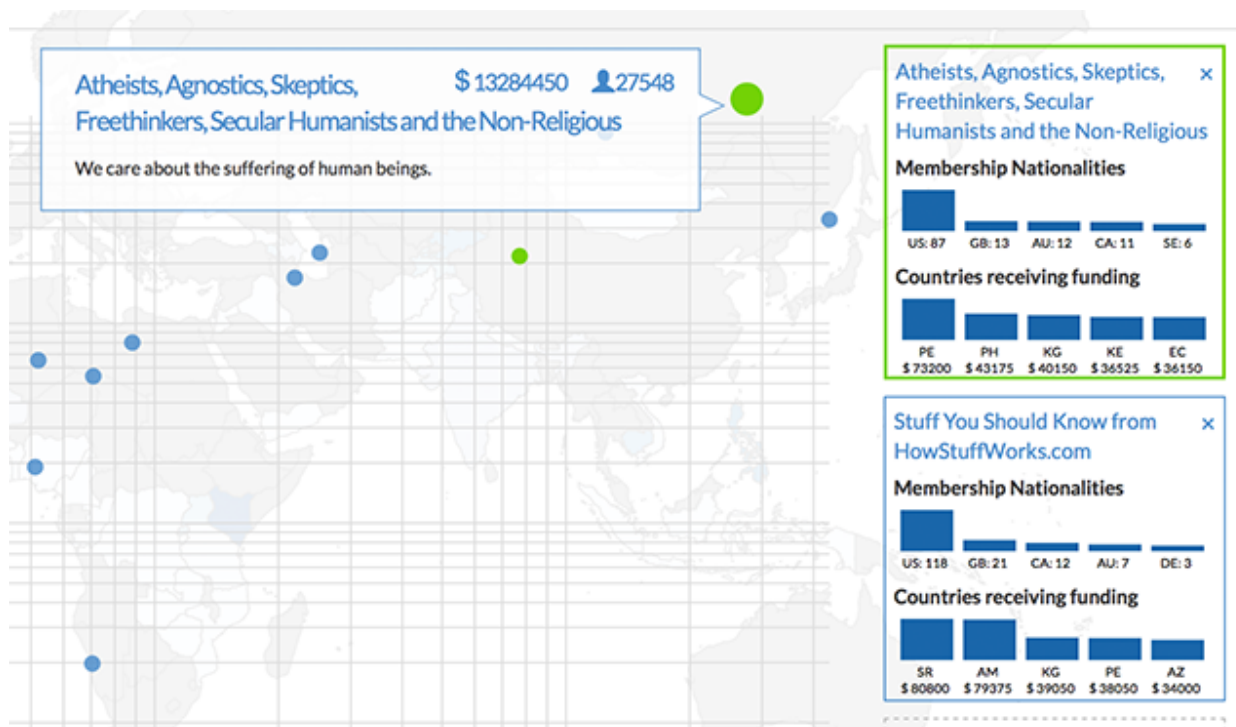 Atheists, Agnostics, Skeptics, $ 13284450 27548
Freethinkers, Secular Humanists and the Non-Religious
We care about the suffering of human beings.
Atheists, Agnostics, Skeptics, ×
Freethinkers, Secular
Humanists and the Non-Religious
Membership Nationalities
US: 87 GB: 13 AU: 12 CA: 11 SE: 6
Countries receiving funding
PE PH KG KE EC
$ 73200 $ 43175 $ 40150 $ 36525 $ 36150
Stuff You Should Know from ×
HowStuffWorks.com
Membership Nationalities
US: 118 GB: 21 CA: 12 AU: 7 DE: 3
Countries receiving funding
SR AM KG PE AZ
$ 80800 $ 79375 $ 39050 $ 38050 $ 34000